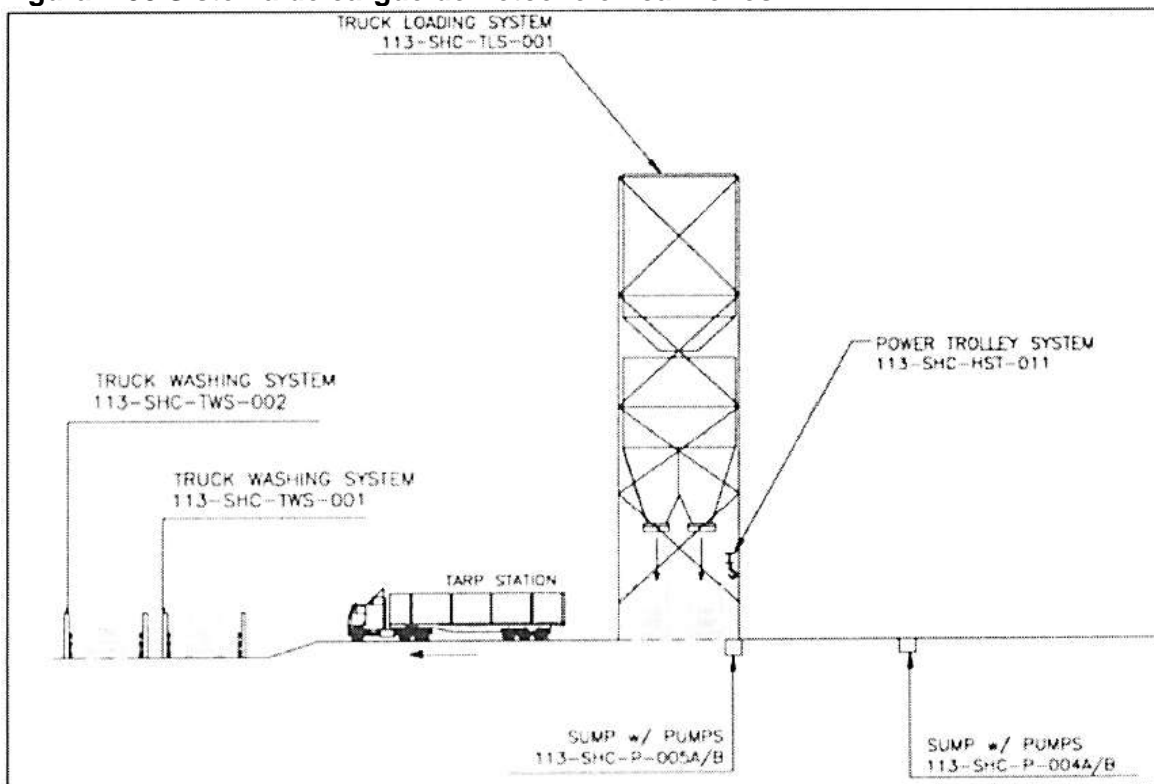 TRUCK LOADING SYSTEM
113-SHC-TLS-001
POWER TROLLEY SYSTEM
113-SHC-HST-011
TRUCK WASHING SYSTEM
113-SHC-TWS-002
TRUCK WASHING SYSTEM
113-SHC-TWS-001
TARP STATION
SUMP w/ PUMPS
113-SHC-P-005A/B
SUMP w/ PUMPS
113-SHC-P-004A/B